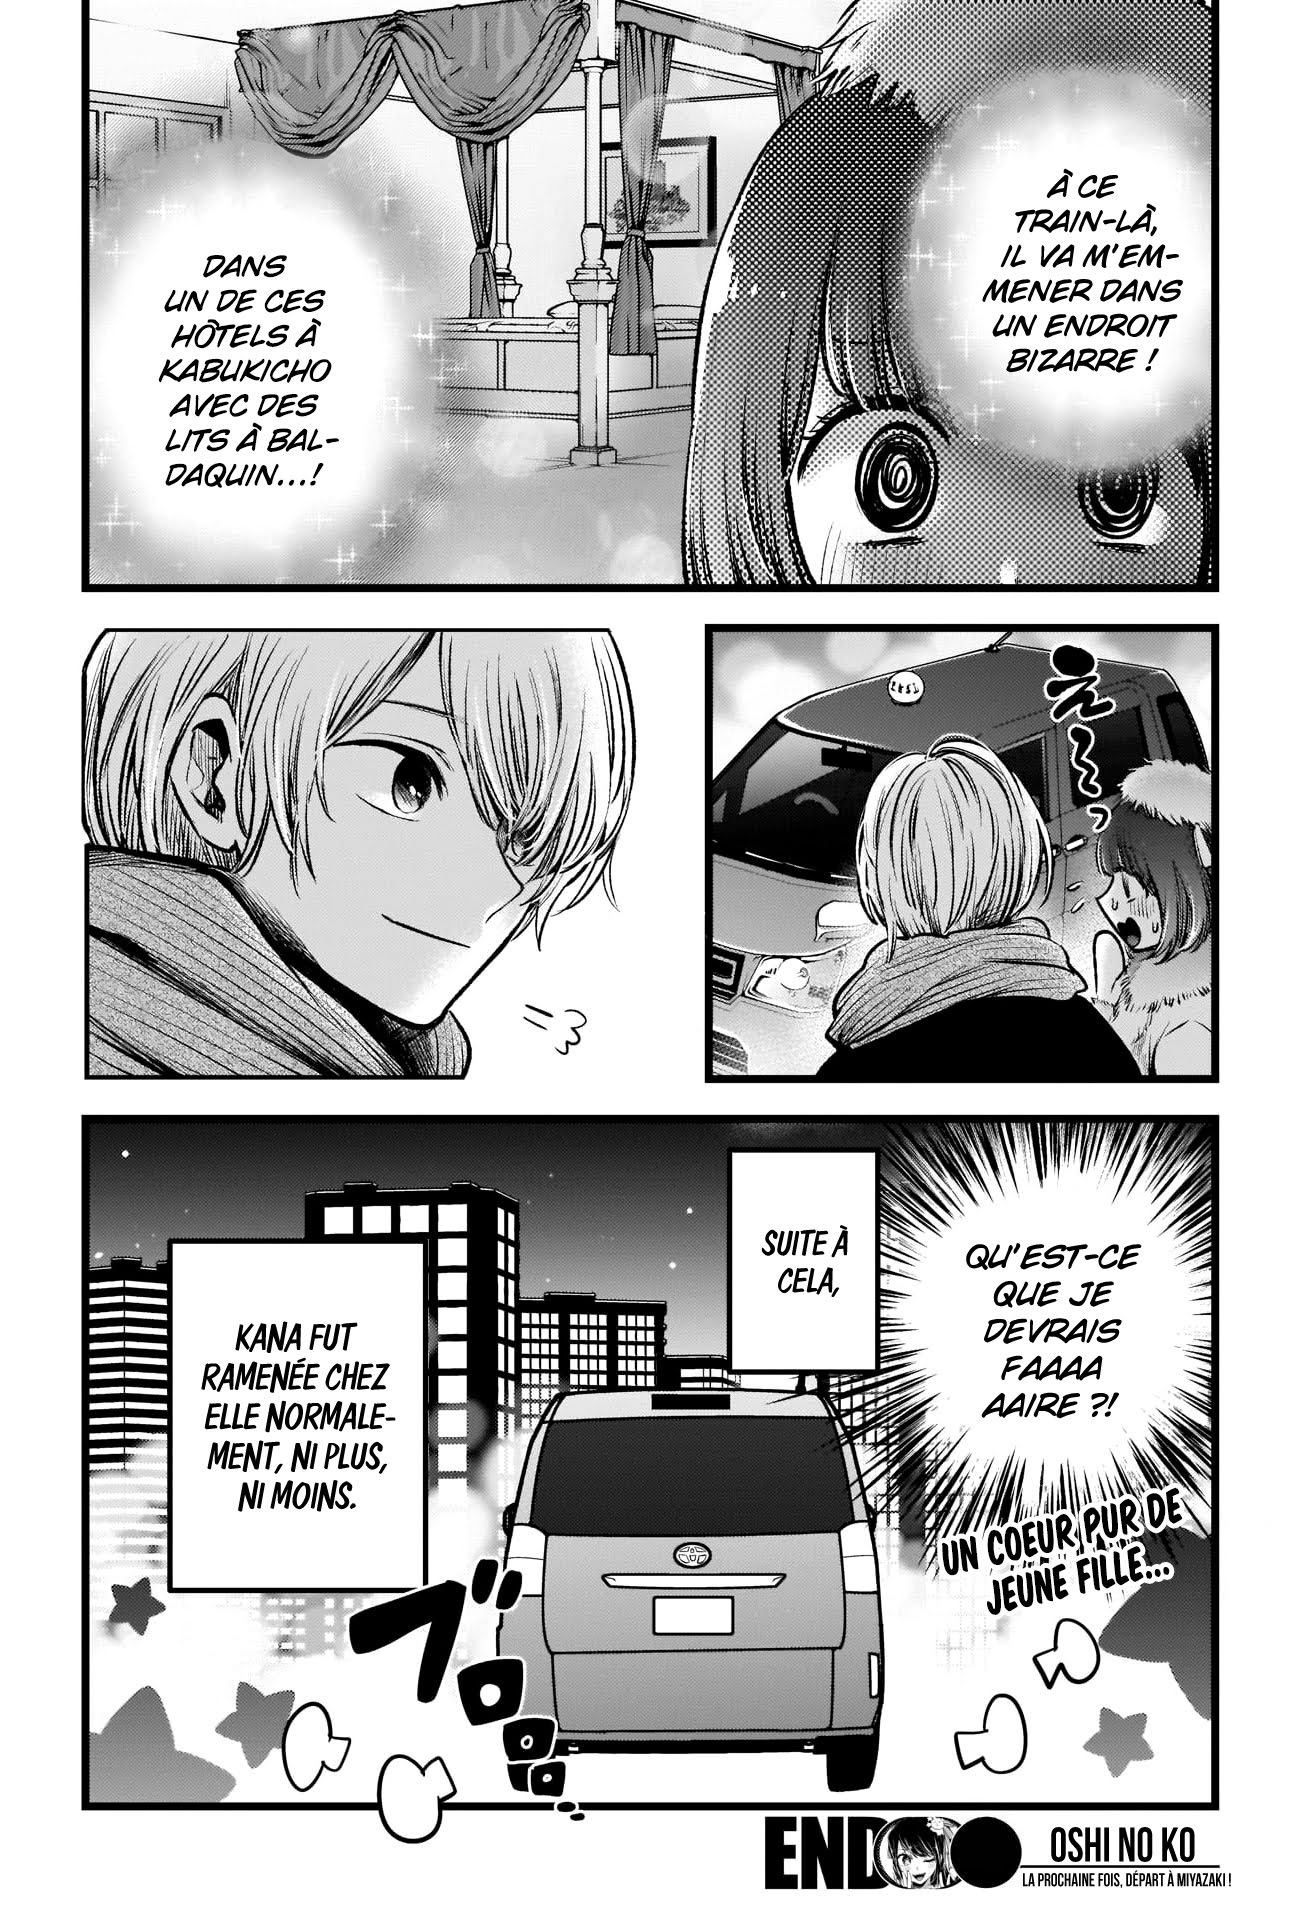 À CE
TRAIN-LÀ,
IL VA M'EM-
MENER DANS
UN ENDROIT
BIZARRE !
DANS
UN DE CES
HÔTELS À
KABUKICHO
AVEC DES
LITS À BAL-
DAQUIN...!
え〜〜っ
QU'EST-CE
QUE JE
DEVRAIS
FAAAA
AAIRE ?!
UN COEUR PUR DE
JEUNE FILLE...
SUITE À
CELA,
KANA FUT
RAMENÉE CHEZ
ELLE NORMALE-
MENT, NI PLUS,
NI MOINS.
ブロロロ
END
OSHI NO KO
LA PROCHAINE FOIS, DÉPART À MIYAZAKI !